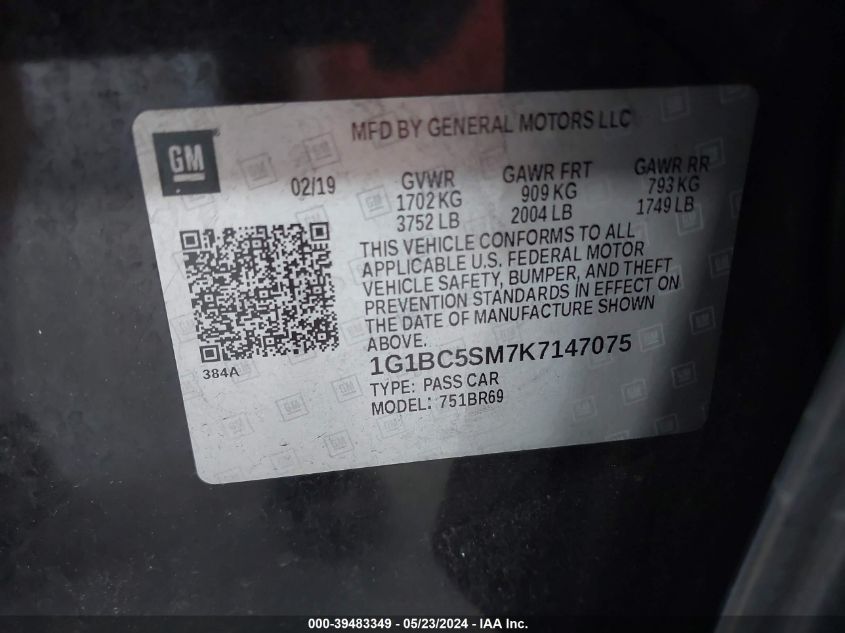 MFD BY GENERAL MOTORS LLC
GM
02/19
GVWR
1702 KG
3752 LB
GAWR FRT
909 KG
2004 LB
GAWR RR
793 KG
1749 LB
THIS VEHICLE CONFORMS TO ALL
APPLICABLE U.S. FEDERAL MOTOR
VEHICLE SAFETY, BUMPER, AND THEFT
PREVENTION STANDARDS IN EFFECT ON
THE DATE OF MANUFACTURE SHOWN
ABOVE.
384A
1G1BC5SM7K7147075
TYPE: PASS CAR
MODEL: 751BR69
000-39483349 - 05/23/2024 - IAA Inc.